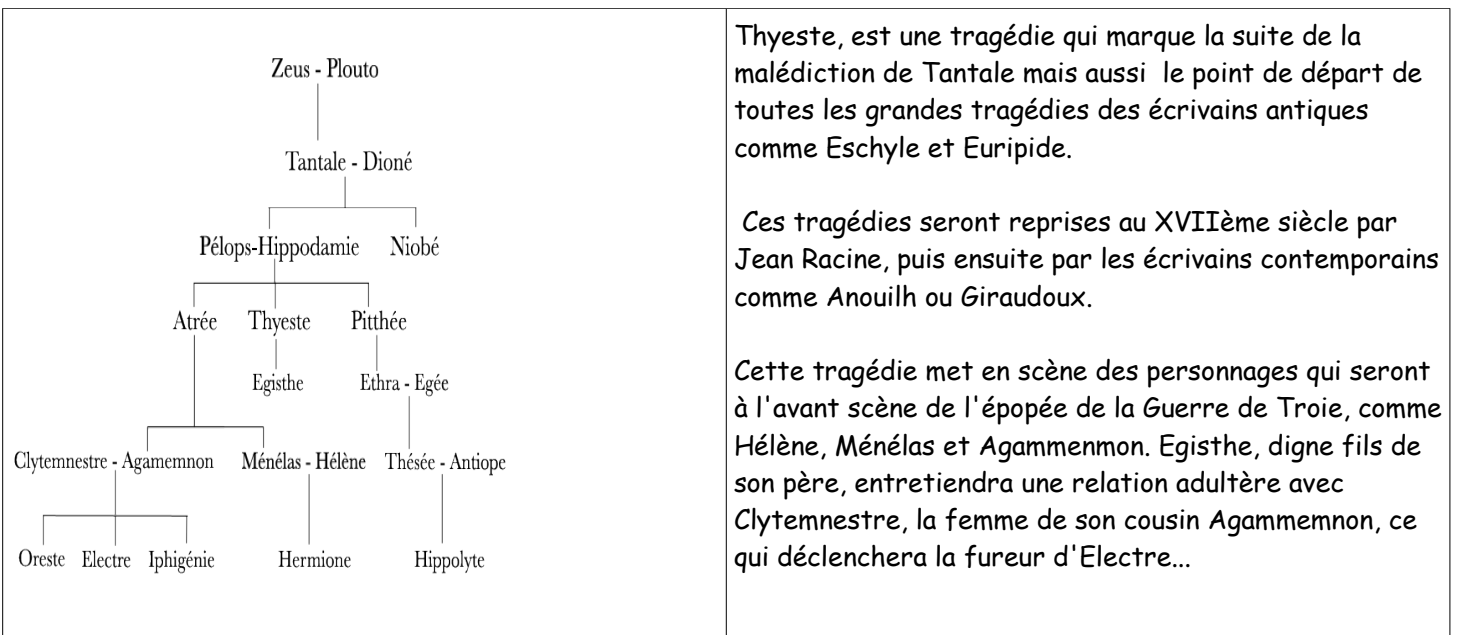 Zeus - Plouto
Tantale - Dioné
Pélops-Hippodamie Niobé
Atrée Thyeste Pitthée
Egisthe Ethra - Egée
Clytemnestre - Agamemnon Ménélas - Hélène Thésée - Antiope
Oreste Electre Iphigénie Hermione Hippolyte
Thyeste, est une tragédie qui marque la suite de la
malédiction de Tantale mais aussi le point de départ de
toutes les grandes tragédies des écrivains antiques
comme Eschyle et Euripide.
Ces tragédies seront reprises au XVIIème siècle par
Jean Racine, puis ensuite par les écrivains contemporains
comme Anouilh ou Giraudoux.
Cette tragédie met en scène des personnages qui seront
à l'avant scène de l'épopée de la Guerre de Troie, comme
Hélène, Ménélas et Agammenmon. Egisthe, digne fils de
son père, entretiendra une relation adultère avec
Clytemnestre, la femme de son cousin Agammemnon, ce
qui déclenchera la fureur d'Electre...